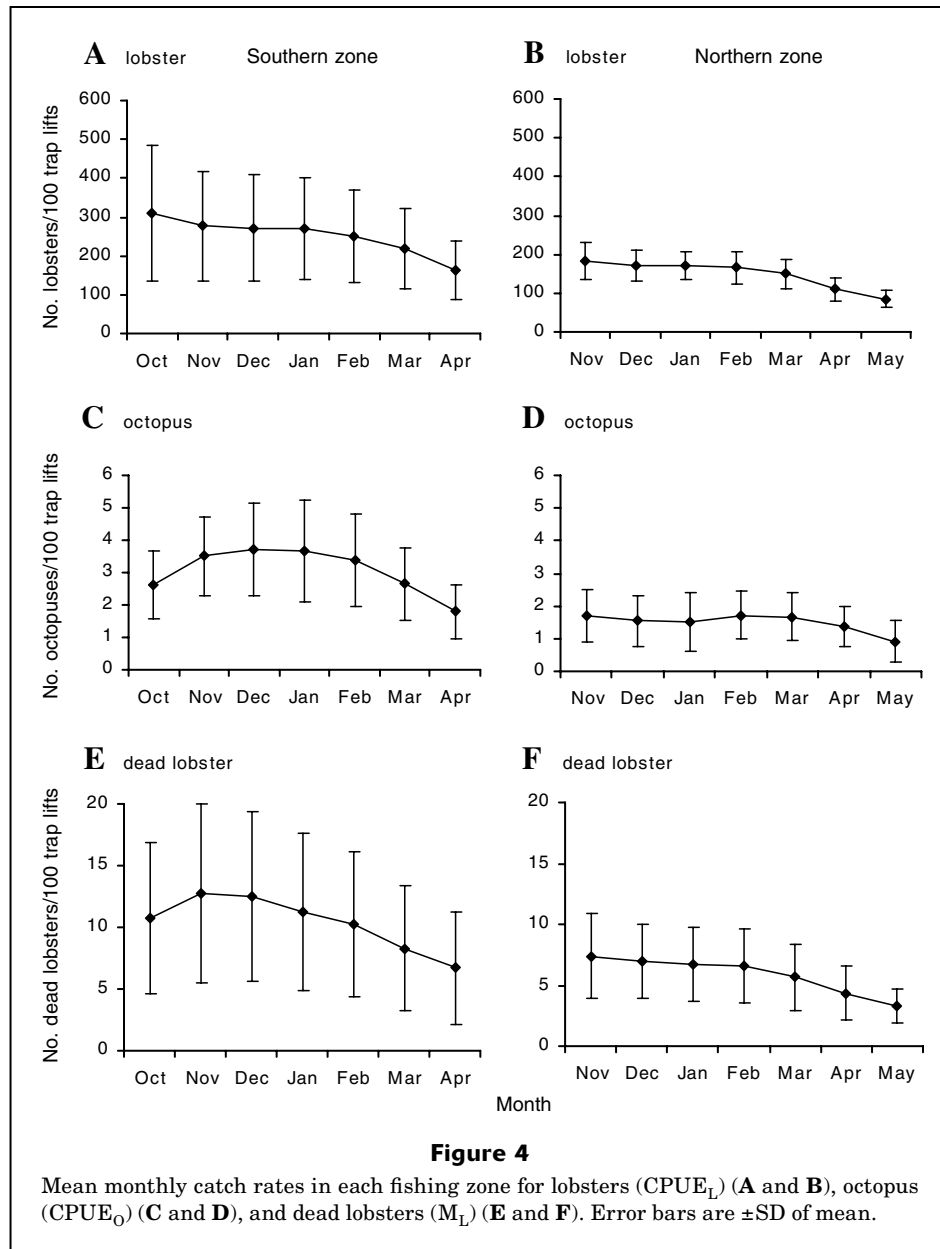 A lobster Southern zone
B lobster Northern zone
No. lobsters/100 trap lifts
600
500
400
300
200
100
0
Oct Nov Dec Jan Feb Mar Apr
600
500
400
300
200
100
0
Nov Dec Jan Feb Mar Apr May
C octopus
D octopus
No. octopuses/100 trap lifts
6
5
4
3
2
1
0
Oct Nov Dec Jan Feb Mar Apr
6
5
4
3
2
1
0
Nov Dec Jan Feb Mar Apr May
E dead lobster
F dead lobster
No. dead lobsters/100 trap lifts
20
15
10
5
0
Oct Nov Dec Jan Feb Mar Apr
20
15
10
5
0
Nov Dec Jan Feb Mar Apr May
Month
Figure 4
Mean monthly catch rates in each fishing zone for lobsters (CPUE_L) (A and B), octopus
(CPUE_O) (C and D), and dead lobsters (M_L) (E and F). Error bars are ±SD of mean.